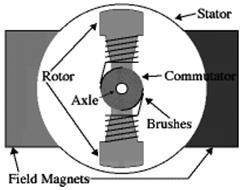 Stator
Rotor
Commutator
Axle
Brushes
Field Magnets